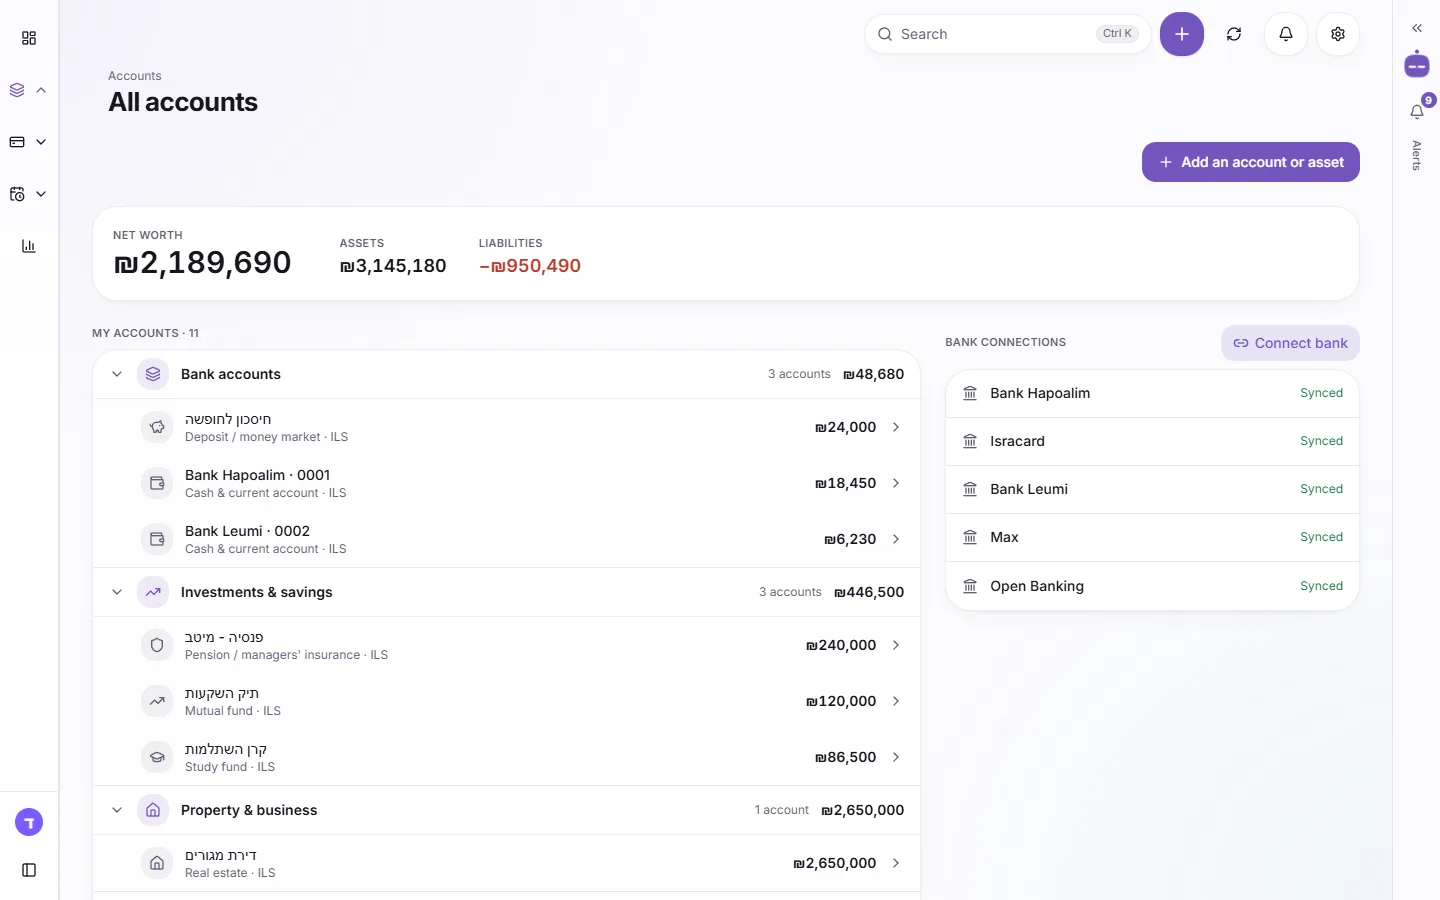 Search
Ctrl K
9
Alerts
Accounts
All accounts
+ Add an account or asset
NET WORTH
₪2,189,690
ASSETS
₪3,145,180
LIABILITIES
−₪950,490
MY ACCOUNTS · 11
Bank accounts
3 accounts ₪48,680
חיסכון לחופשה
Deposit / money market · ILS
₪24,000
Bank Hapoalim · 0001
Cash & current account · ILS
₪18,450
Bank Leumi · 0002
Cash & current account · ILS
₪6,230
Investments & savings
3 accounts ₪446,500
פנסיה - מיטב
Pension / managers' insurance · ILS
₪240,000
תיק השקעות
Mutual fund · ILS
₪120,000
קרן השתלמות
Study fund · ILS
₪86,500
Property & business
1 account ₪2,650,000
דירת מגורים
Real estate · ILS
₪2,650,000
BANK CONNECTIONS
Connect bank
Bank Hapoalim Synced
Isracard Synced
Bank Leumi Synced
Max Synced
Open Banking Synced